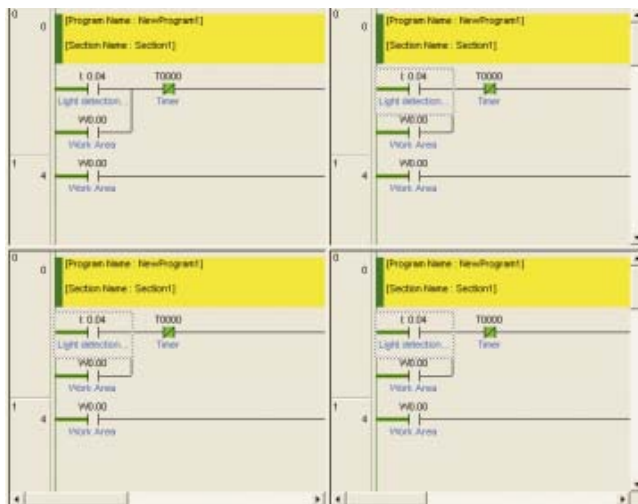 0
0
[Program Name : NewProgram1]
[Section Name : Section1]
I: 0.04 T0000
Light detection... Timer
W0.00
Work Area
1
4
W0.00
Work Area
0
0
[Program Name : NewProgram1]
[Section Name : Section1]
I: 0.04 T0000
Light detection... Timer
W0.00
Work Area
1
4
W0.00
Work Area
0
0
[Program Name : NewProgram1]
[Section Name : Section1]
I: 0.04 T0000
Light detection... Timer
W0.00
Work Area
1
4
W0.00
Work Area
0
0
[Program Name : NewProgram1]
[Section Name : Section1]
I: 0.04 T0000
Light detection... Timer
W0.00
Work Area
1
4
W0.00
Work Area